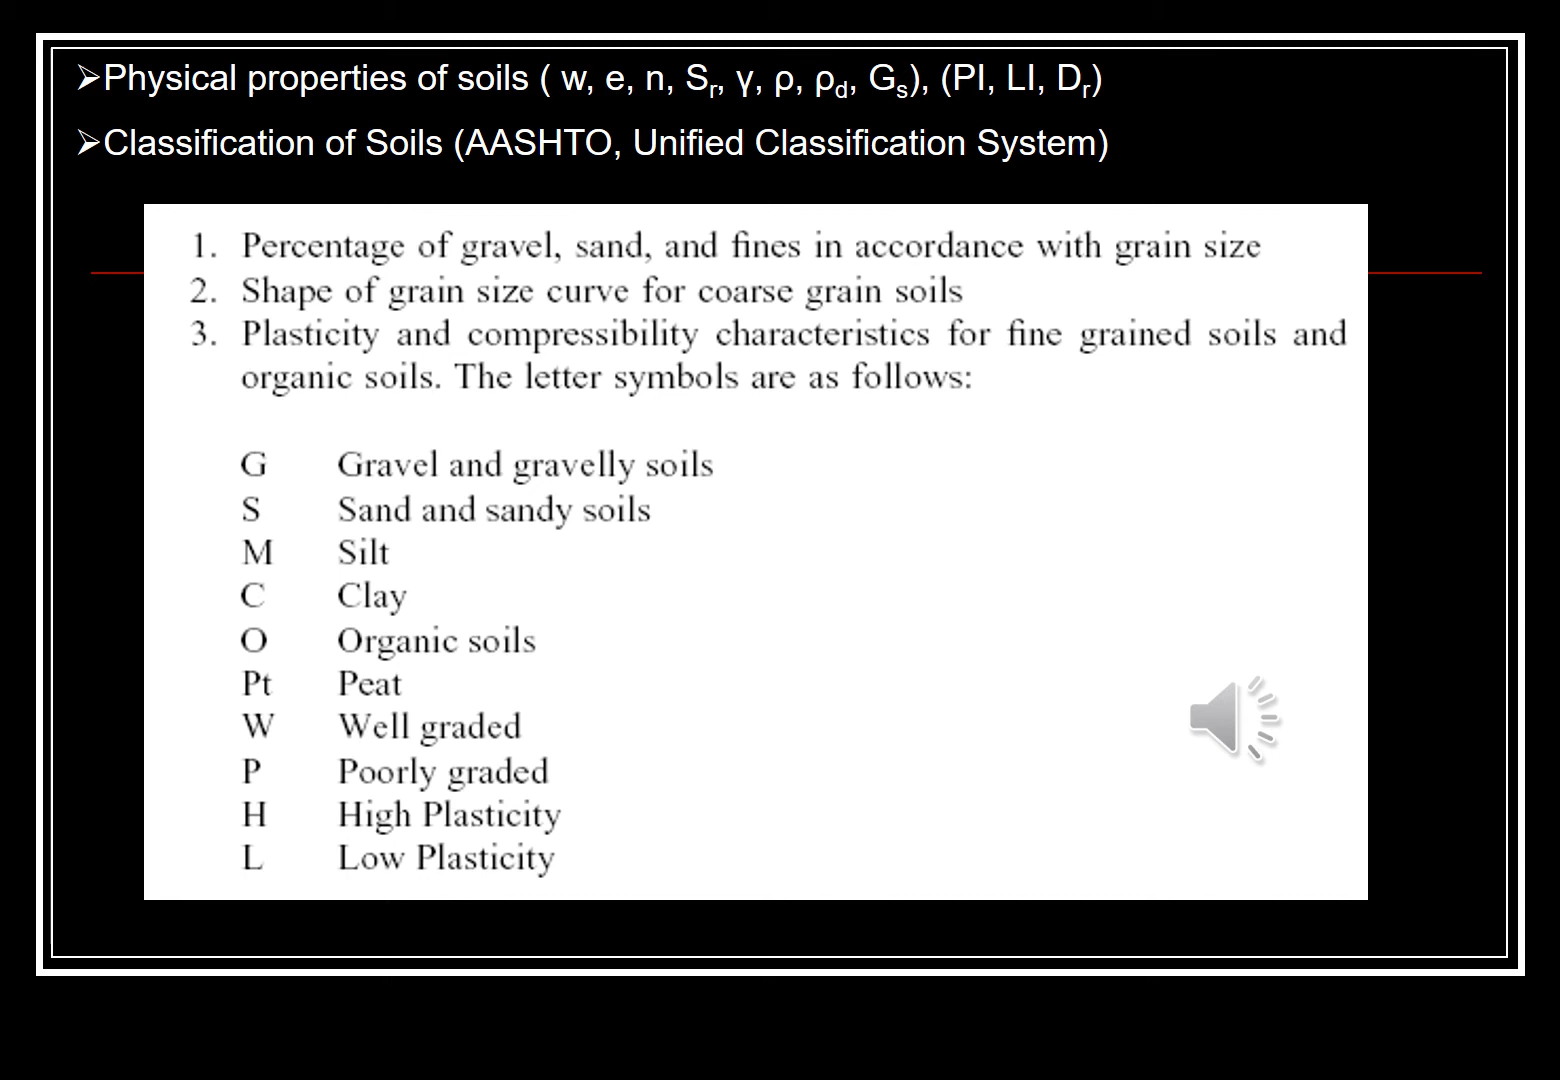 ➢Physical properties of soils ( w, e, n, Sr, γ, ρ, ρd, Gs), (PI, LI, Dr)
➢Classification of Soils (AASHTO, Unified Classification System)
1. Percentage of gravel, sand, and fines in accordance with grain size
2. Shape of grain size curve for coarse grain soils
3. Plasticity and compressibility characteristics for fine grained soils and
organic soils. The letter symbols are as follows:
G Gravel and gravelly soils
S Sand and sandy soils
M Silt
C Clay
O Organic soils
Pt Peat
W Well graded
P Poorly graded
H High Plasticity
L Low Plasticity